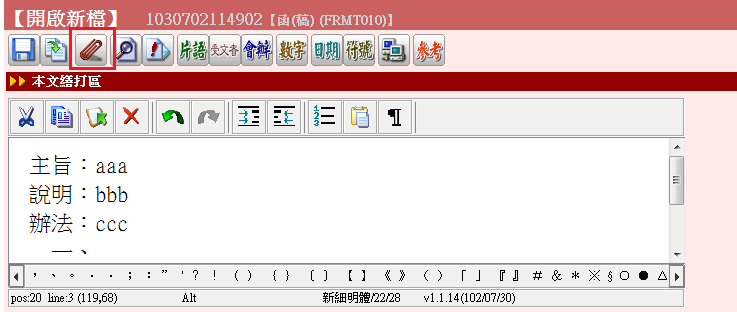 【開啟新檔】 1030702114902【函(稿) (FRMT010)】
片語 受文者 會辦 數字 日期 符號 參考
本文繕打區
主旨：aaa
說明：bbb
辦法：ccc
一、
， 、 。 . · ； ： ” ' ? ! ( ) { } 〔 〕 【 】 《 》 〈 〉 「 」 『 』 # & * ※ § ○ ● △
pos:20 line:3 (119,68) Alt 新細明體/22/28 v1.1.14(102/07/30)